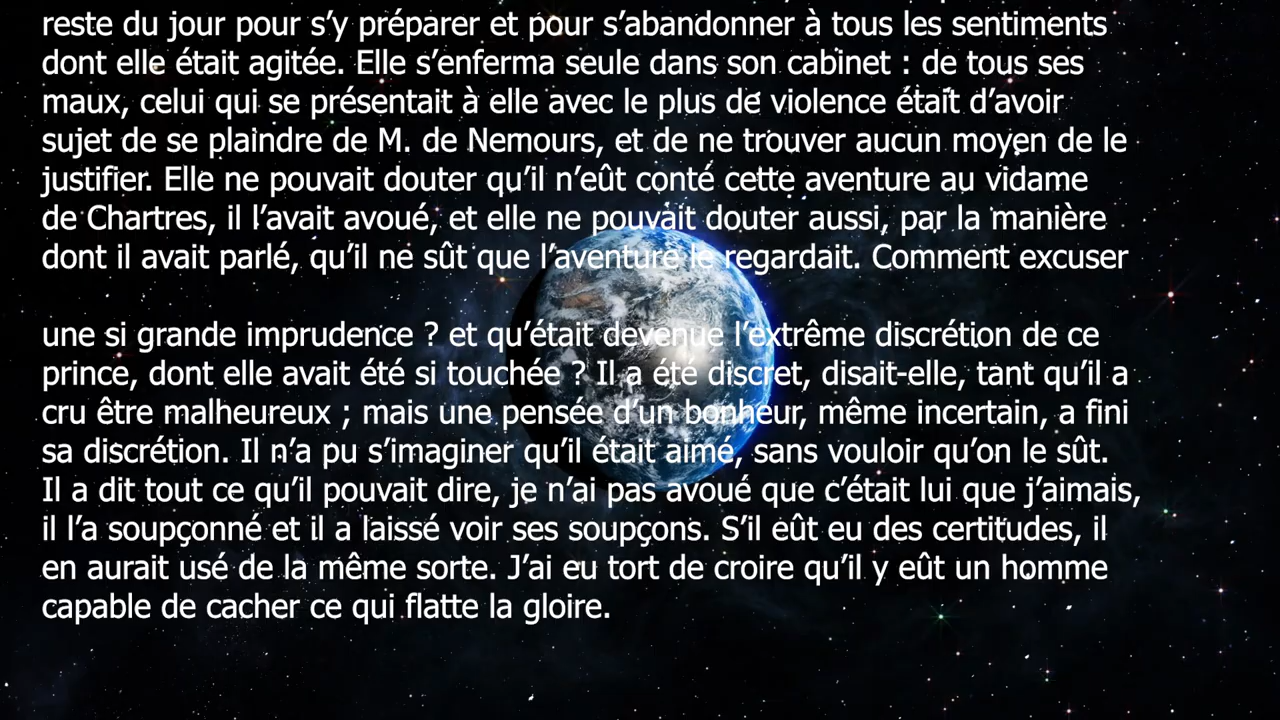 reste du jour pour s’y préparer et pour s’abandonner à tous les sentiments
dont elle était agitée. Elle s’enferma seule dans son cabinet : de tous ses
maux, celui qui se présentait à elle avec le plus de violence était d’avoir
sujet de se plaindre de M. de Nemours, et de ne trouver aucun moyen de le
justifier. Elle ne pouvait douter qu’il n’eût conté cette aventure au vidame
de Chartres, il l’avait avoué, et elle ne pouvait douter aussi, par la manière
dont il avait parlé, qu’il ne sût que l’aventure le regardait. Comment excuser
une si grande imprudence ? et qu’était devenue l’extrême discrétion de ce
prince, dont elle avait été si touchée ? Il a été discret, disait-elle, tant qu’il a
cru être malheureux ; mais une pensée d’un bonheur, même incertain, a fini
sa discrétion. Il n’a pu s’imaginer qu’il était aimé, sans vouloir qu’on le sût.
Il a dit tout ce qu’il pouvait dire, je n’ai pas avoué que c’était lui que j’aimais,
il l’a soupçonné et il a laissé voir ses soupçons. S’il eût eu des certitudes, il
en aurait usé de la même sorte. J’ai eu tort de croire qu’il y eût un homme
capable de cacher ce qui flatte la gloire.